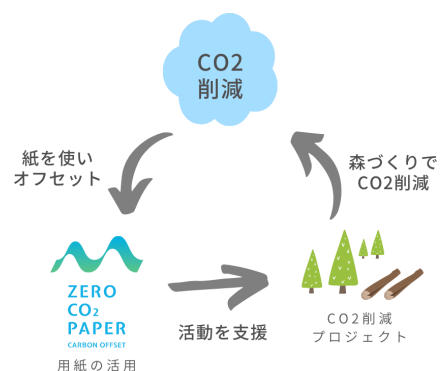 CO2
削減
紙を使い
オフセット
森づくりで
CO2削減
ZERO
CO₂
PAPER
CARBON OFFSET
用紙の活用
活動を支援
CO2削減
プロジェクト